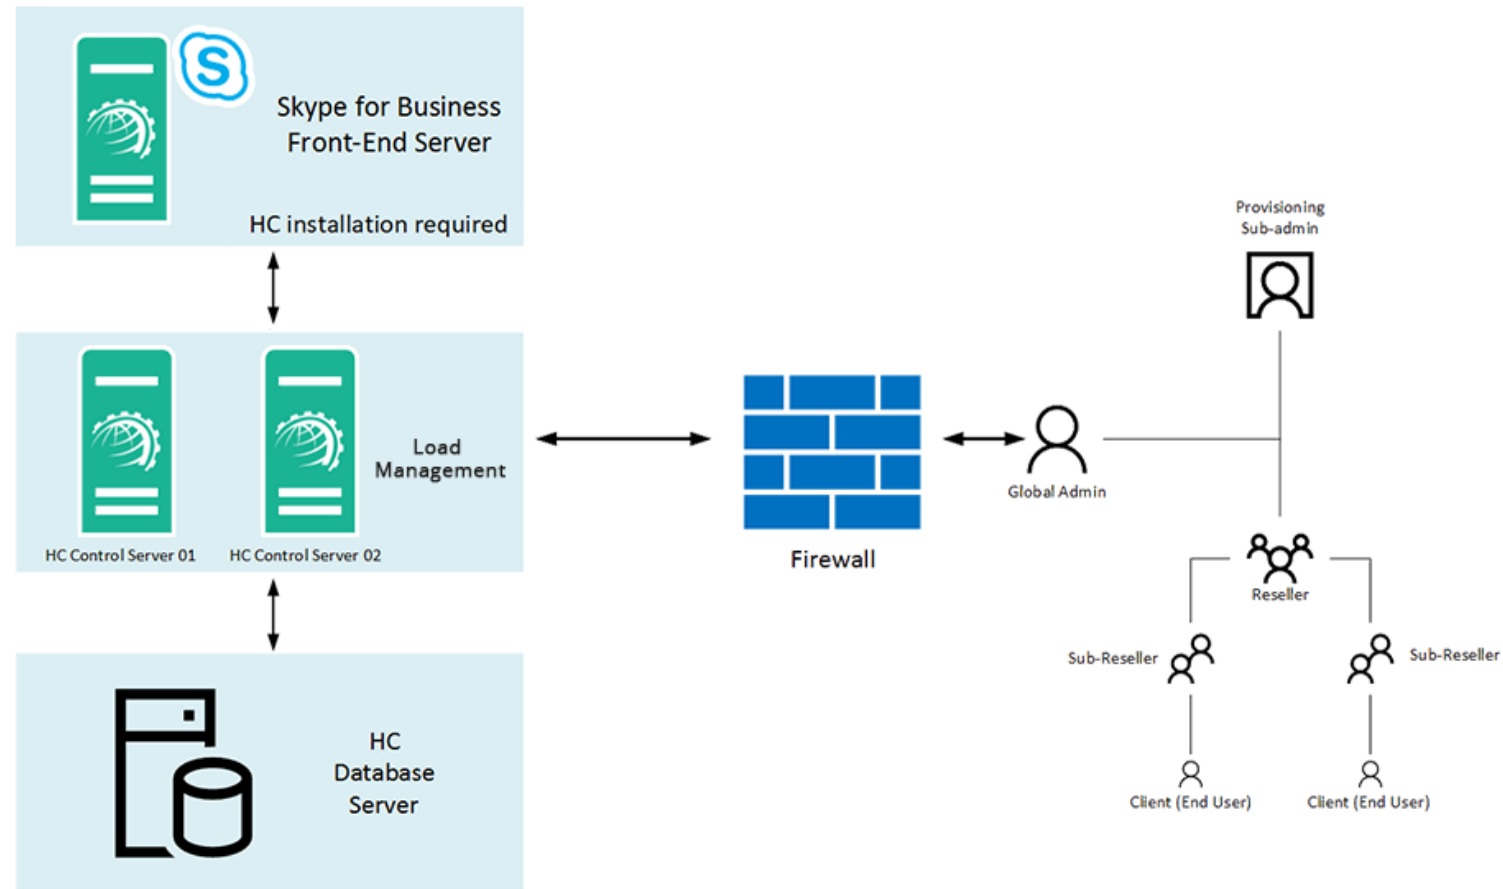 S
Skype for Business
Front-End Server
HC installation required
Load
Management
HC Control Server 01
HC Control Server 02
HC
Database
Server
Firewall
Provisioning
Sub-admin
Global Admin
Reseller
Sub-Reseller
Sub-Reseller
Client (End User)
Client (End User)